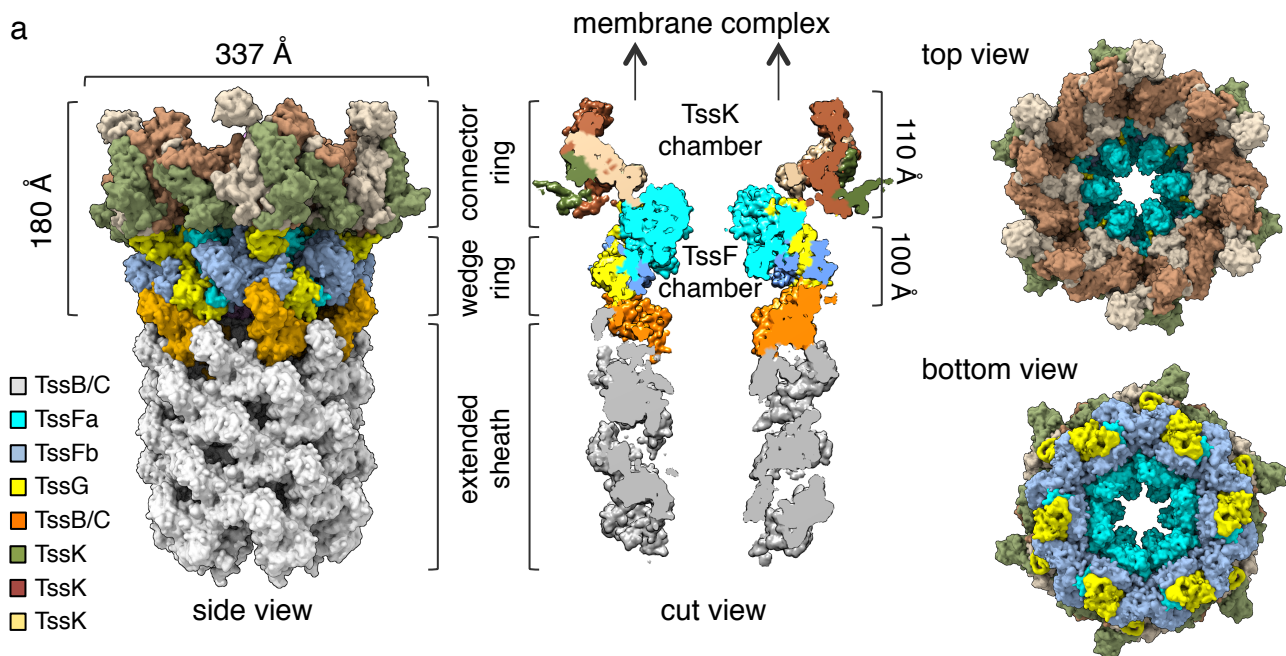 a
337 Å
180 Å
connector
ring
wedge
ring
extended
sheath
TssB/C
TssFa
TssFb
TssG
TssB/C
TssK
TssK
TssK
side view
membrane complex
TssK
chamber
TssF
chamber
110 Å
100 Å
cut view
top view
bottom view